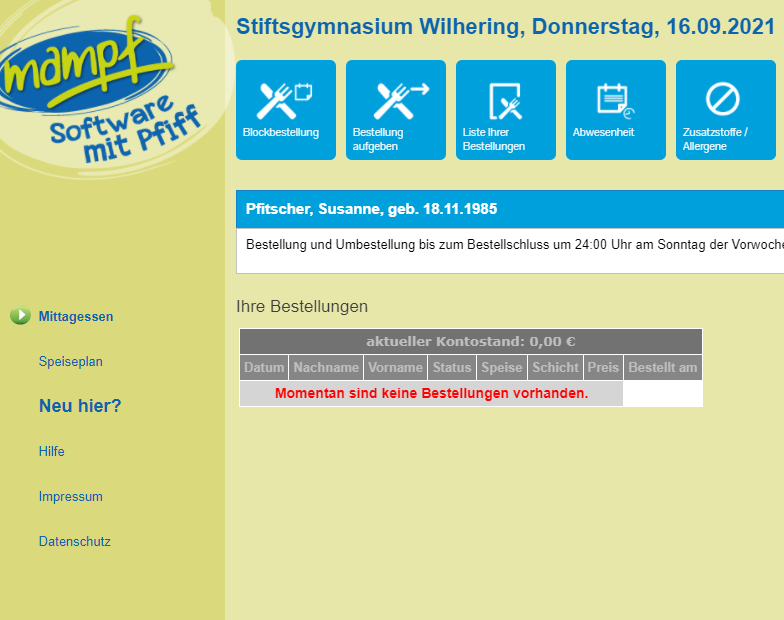 mampf
Software
mit Pfiff
Stiftsgymnasium Wilhering, Donnerstag, 16.09.2021
Blockbestellung
Bestellung
aufgeben
Liste Ihrer
Bestellungen
Abwesenheit
Zusatzstoffe /
Allergene
Pfitscher, Susanne, geb. 18.11.1985
Bestellung und Umbestellung bis zum Bestellschluss um 24:00 Uhr am Sonntag der Vorwoche
Mittagessen
Speiseplan
Neu hier?
Hilfe
Impressum
Datenschutz
Ihre Bestellungen
aktueller Kontostand: 0,00 €
Datum Nachname Vorname Status Speise Schicht Preis Bestellt am
Momentan sind keine Bestellungen vorhanden.